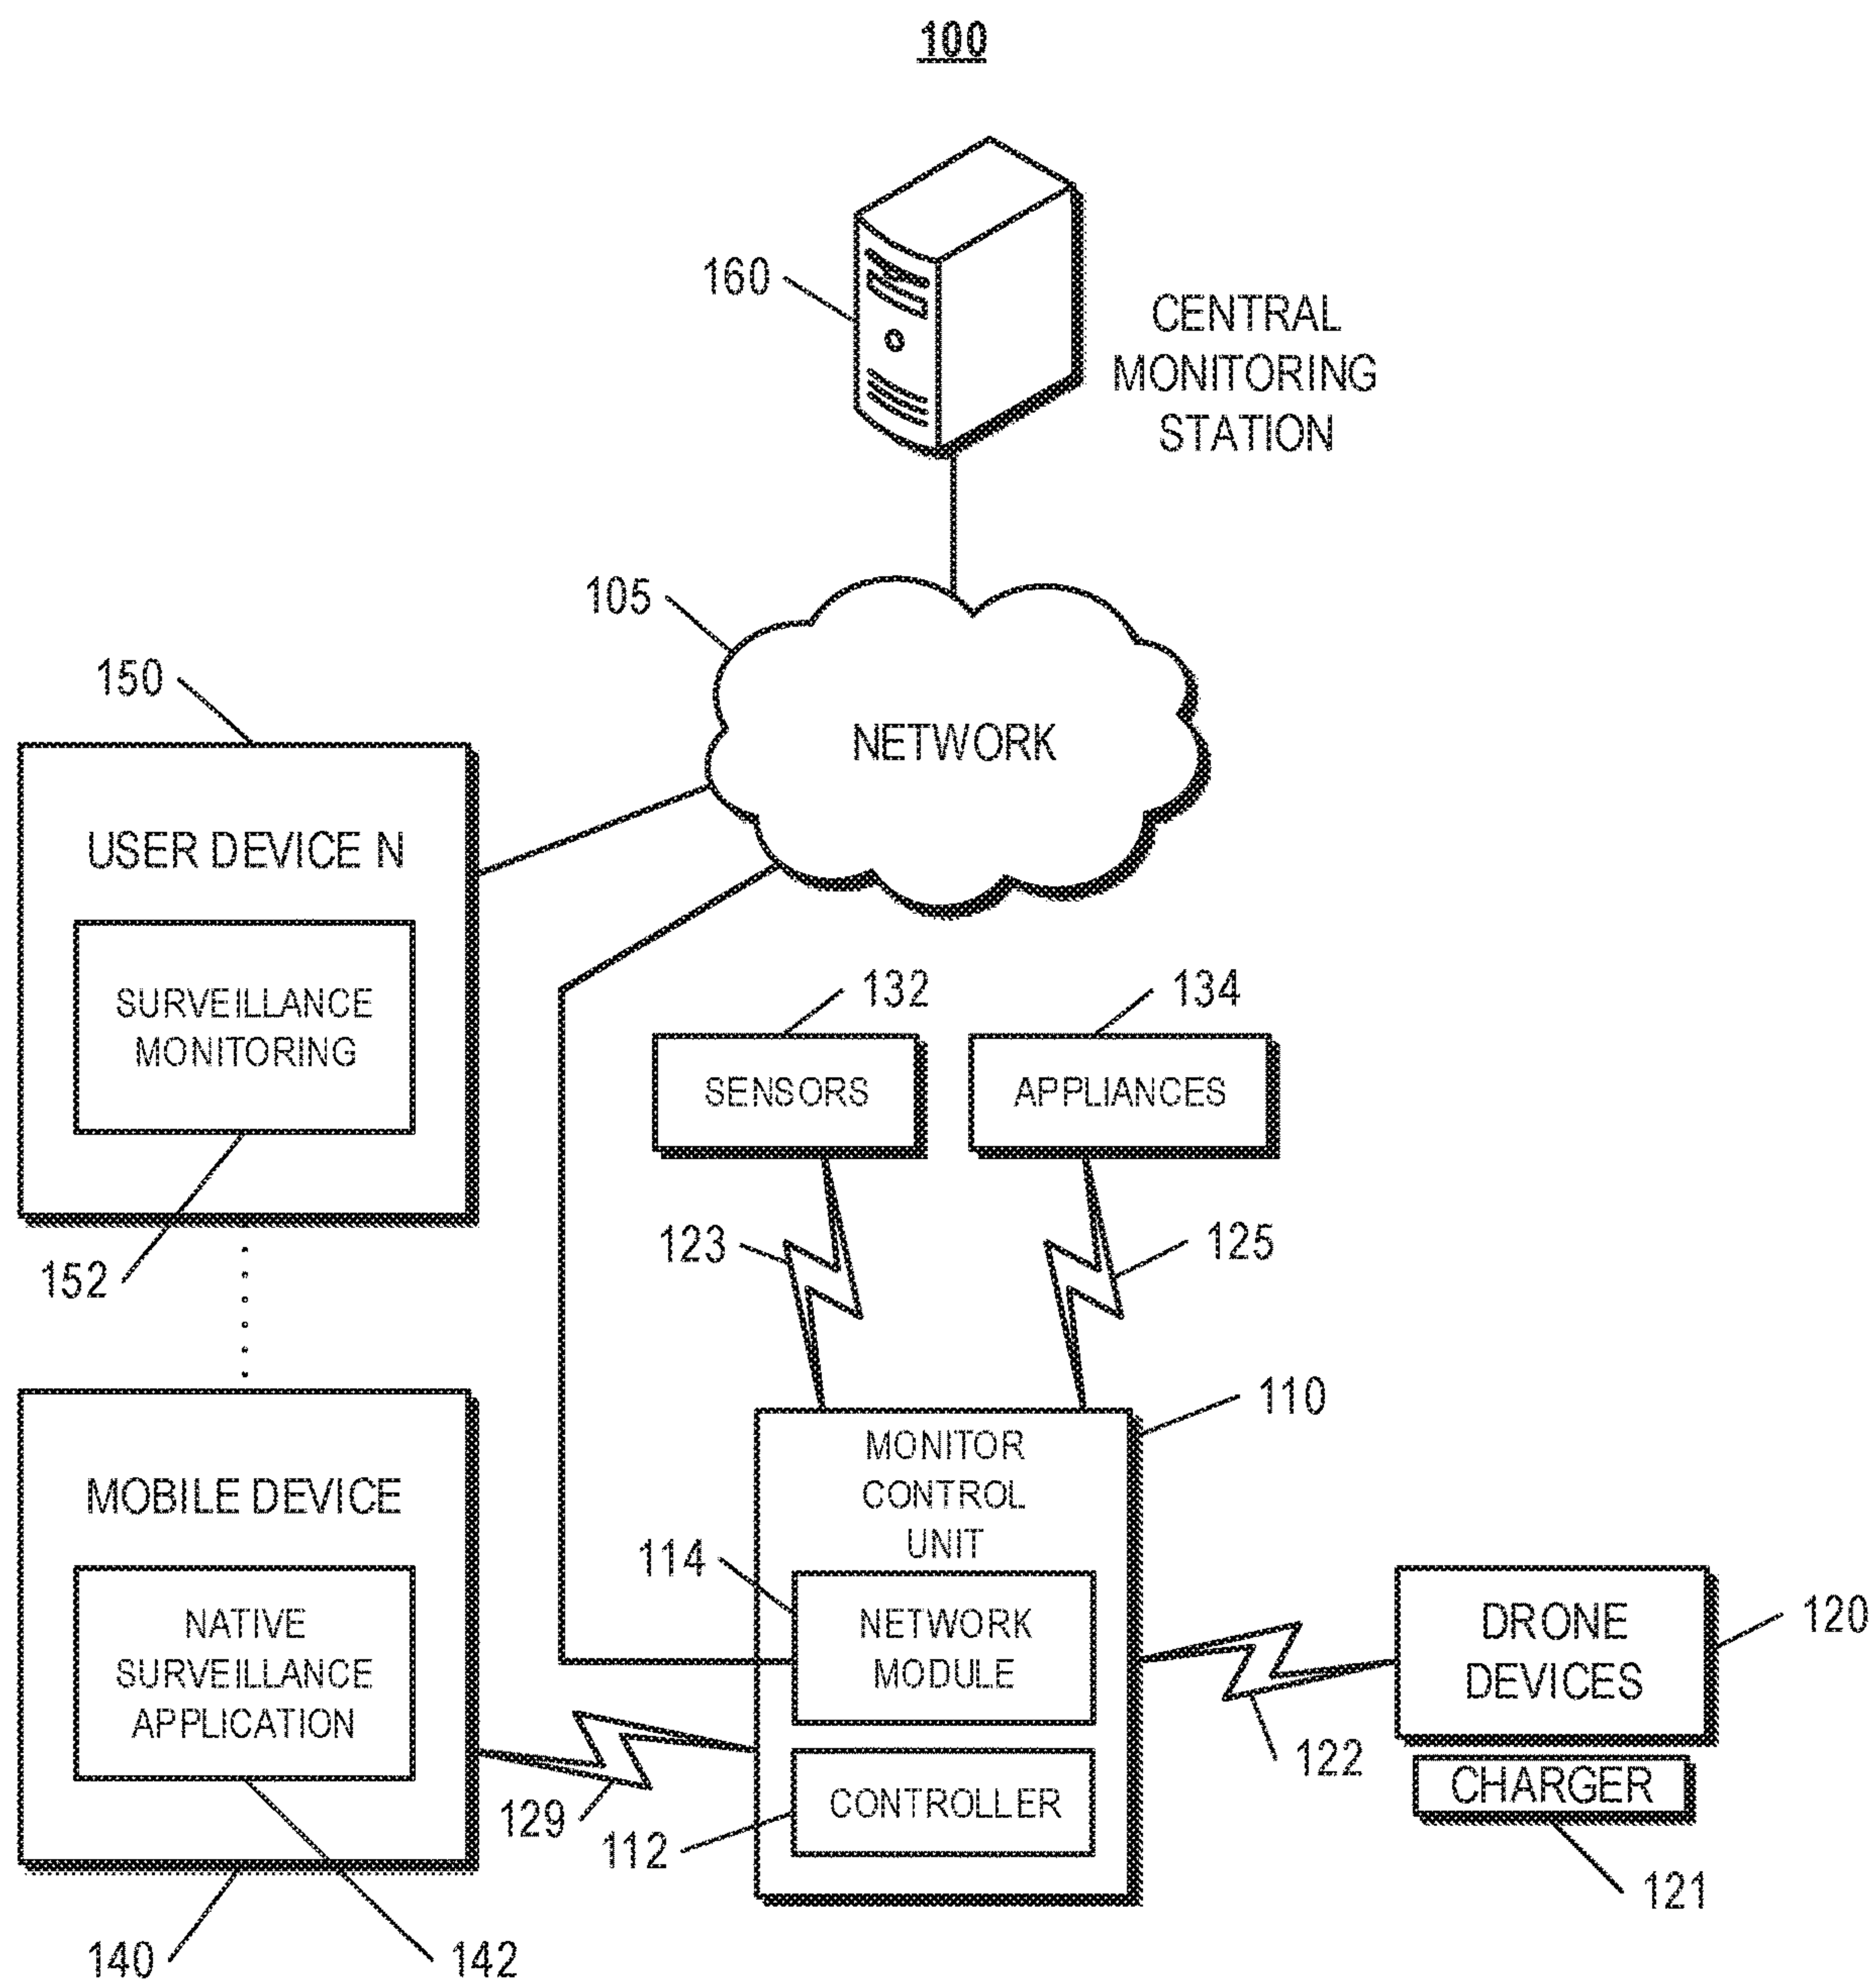 100
160
CENTRAL
MONITORING
STATION
105
NETWORK
150
USER DEVICE N
SURVEILLANCE
MONITORING
152
132
134
SENSORS
APPLIANCES
123
125
110
MONITOR
CONTROL
UNIT
114
NETWORK
MODULE
CONTROLLER
112
MOBILE DEVICE
NATIVE
SURVEILLANCE
APPLICATION
129
140
142
DRONE
DEVICES
120
122
CHARGER
121